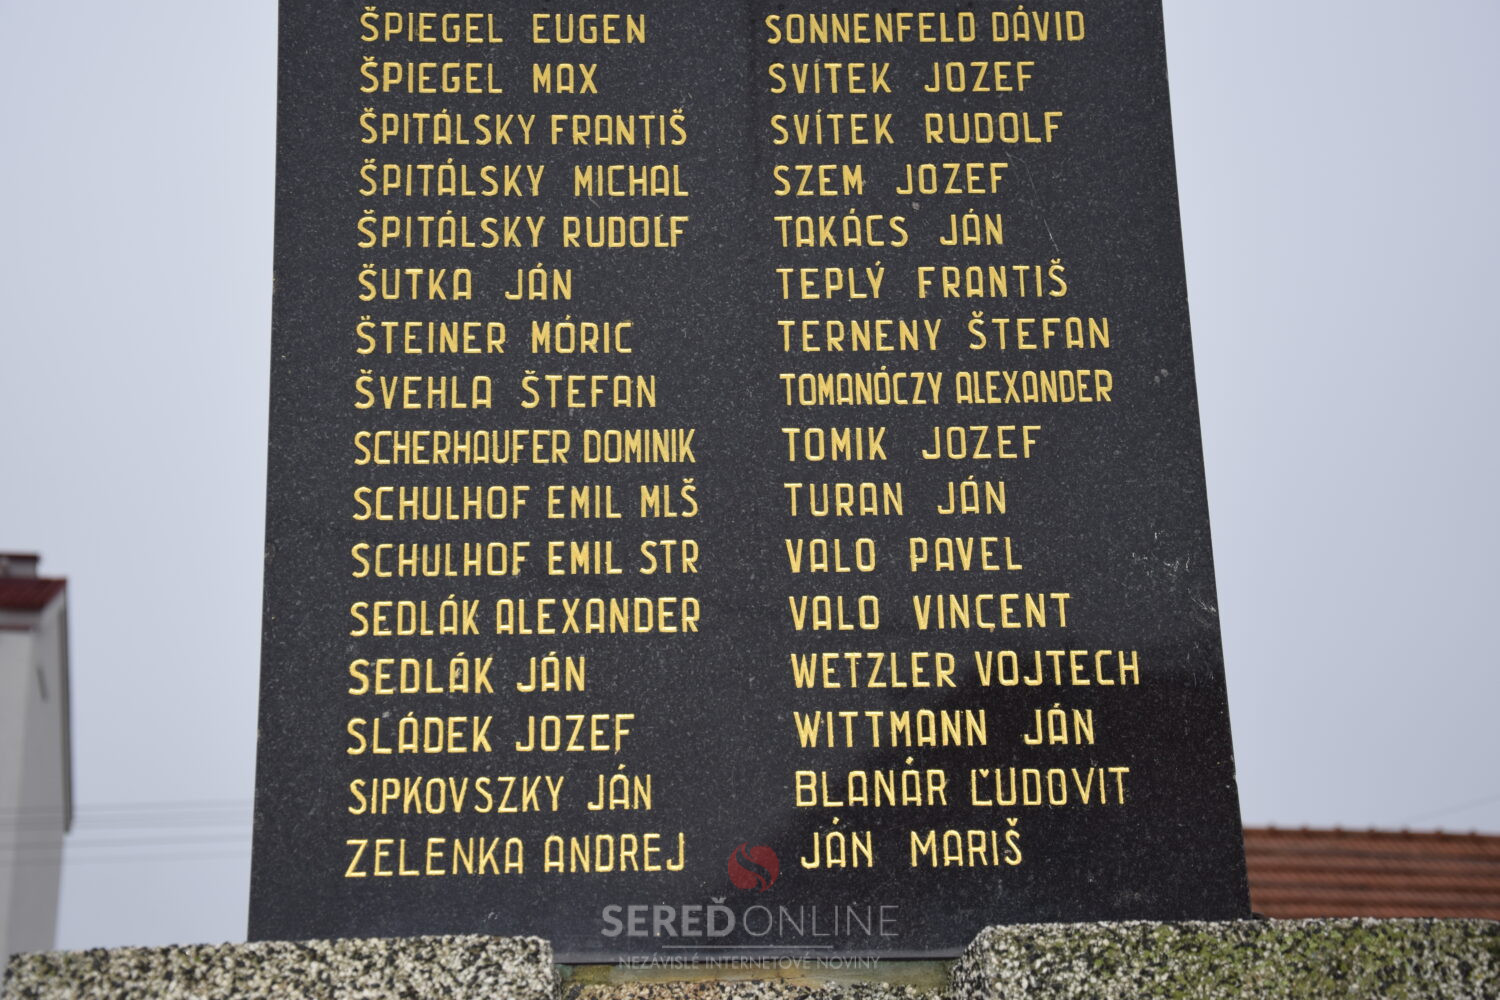 ŠPIEGEL EUGEN
ŠPIEGEL MAX
ŠPITÁLSKY FRANTIŠ
ŠPITÁLSKY MICHAL
ŠPITÁLSKY RUDOLF
ŠUTKA JÁN
ŠTEINER MÓRIC
ŠVEHLA ŠTEFAN
SCHERHAUFER DOMINIK
SCHULHOF EMIL MLŠ
SCHULHOF EMIL STR
SEDLÁK ALEXANDER
SEDLÁK JÁN
SLÁDEK JOZEF
SIPKOVSZKY JÁN
ZELENKA ANDREJ
SONNENFELD DÁVID
SVÍTEK JOZEF
SVÍTEK RUDOLF
SZEM JOZEF
TAKÁCS JÁN
TEPLÝ FRANTIŠ
TERNENY ŠTEFAN
TOMANÓCZY ALEXANDER
TOMIK JOZEF
TURAN JÁN
VALO PAVEL
VALO VINCENT
WETZLER VOJTECH
WITTMANN JÁN
BLANÁR ĽUDOVIT
JÁN MARIŠ
SEREĎ ONLINE
NEZÁVISLÉ INTERNETOVÉ NOVINY